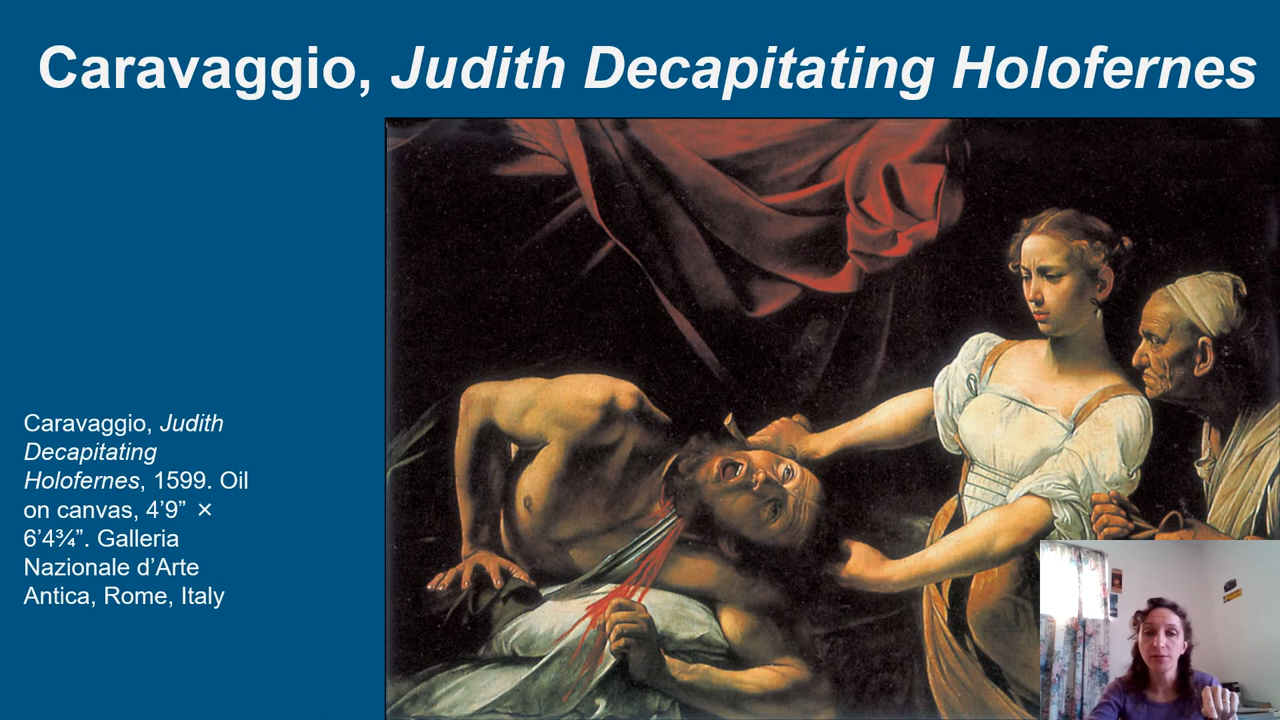 Caravaggio, Judith Decapitating Holofernes
Caravaggio, Judith
Decapitating
Holofernes, 1599. Oil
on canvas, 4’9” ×
6’4¾”. Galleria
Nazionale d’Arte
Antica, Rome, Italy